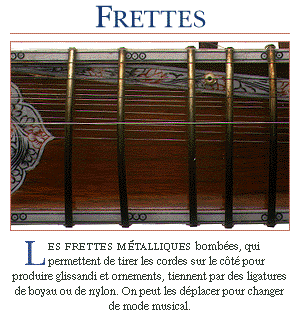 FRETTES
LES FRETTES MÉTALLIQUES bombées, qui
permettent de tirer les cordes sur le côté pour
produire glissandi et ornements, tiennent par des ligatures
de boyau ou de nylon. On peut les déplacer pour changer
de mode musical.